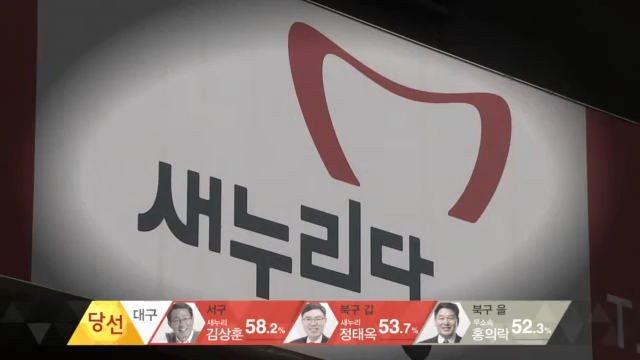 새누리다
당선
대구
서구
새누리
김상훈 58.2%
북구 갑
새누리
정태옥 53.7%
북구 을
무소속
홍의락 52.3%
T